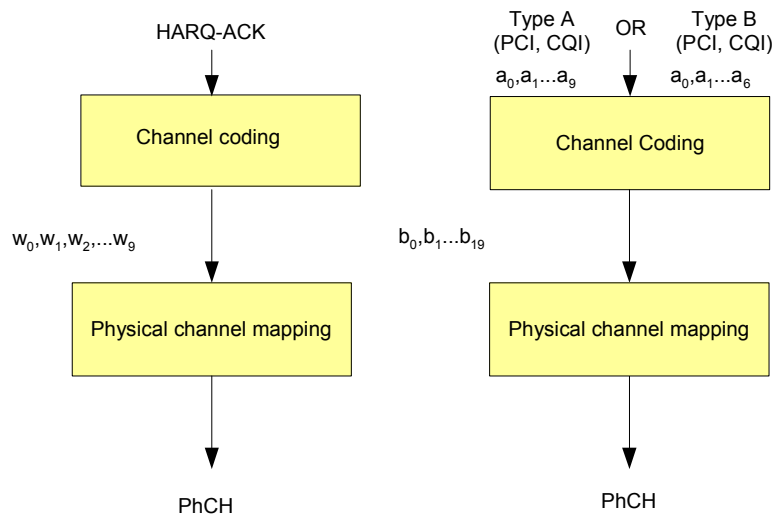 HARQ-ACK
Channel coding
w0,w1,w2,...w9
Physical channel mapping
PhCH
Type A
(PCI, CQI)
OR
Type B
(PCI, CQI)
a0,a1...a9
a0,a1...a6
Channel Coding
b0,b1...b19
Physical channel mapping
PhCH